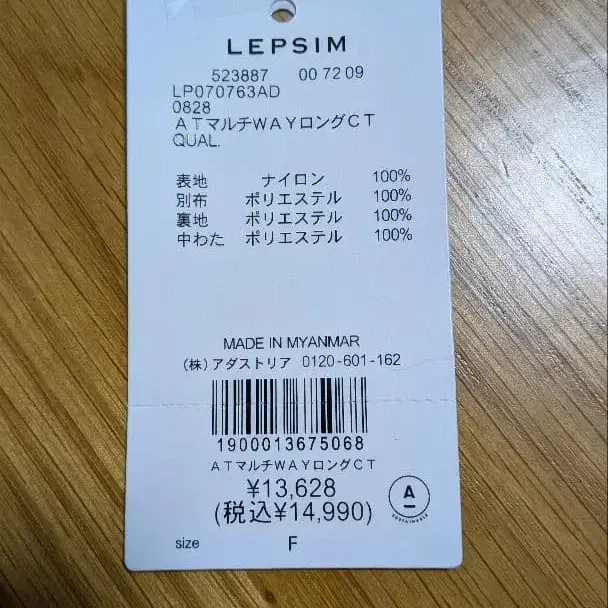 LEPSIM
523887 00 72 09
LP070763AD
0828
ATマルチWAYロングCT
QUAL.
表地 ナイロン 100%
別布 ポリエステル 100%
裏地 ポリエステル 100%
中わた ポリエステル 100%
MADE IN MYANMAR
(株)アダストリア 0120-601-162
1900013675068
ATマルチWAYロングCT
¥13,628
(税込¥14,990)
A
SUSTAINABLE
size F